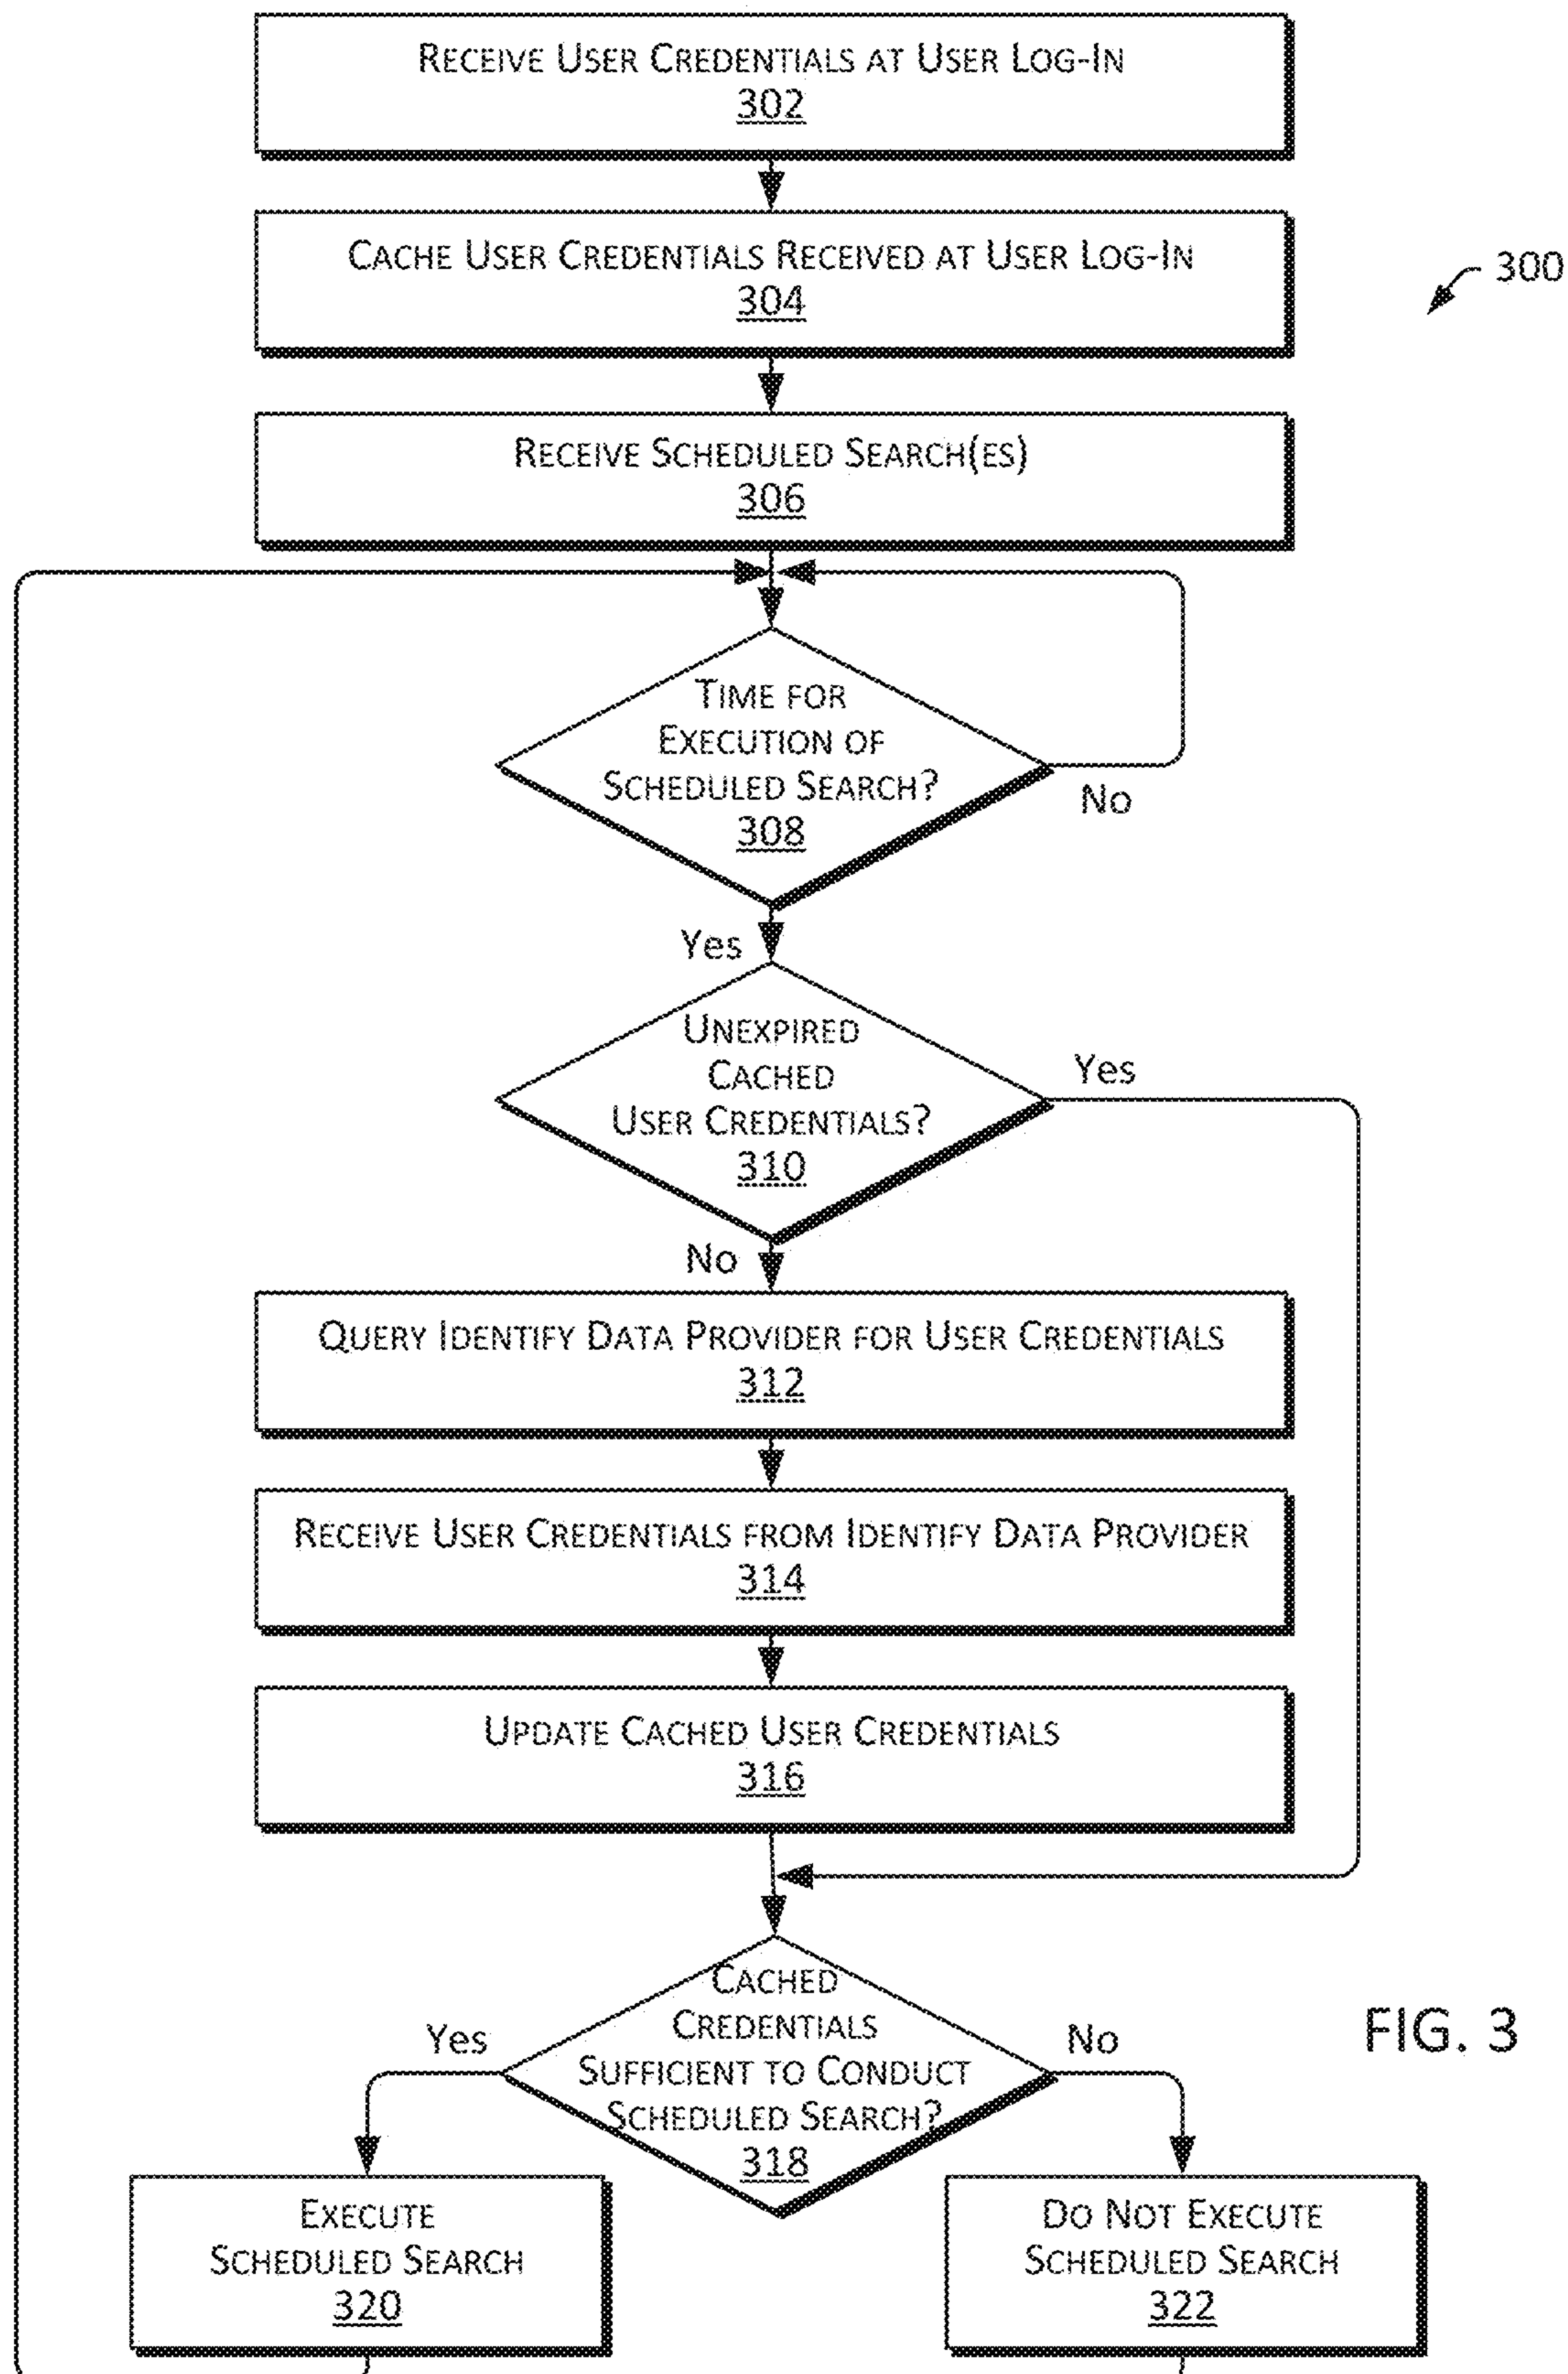 RECEIVE USER CREDENTIALS AT USER LOG-IN
302
CACHE USER CREDENTIALS RECEIVED AT USER LOG-IN
304
300
RECEIVE SCHEDULED SEARCH(ES)
306
TIME FOR
EXECUTION OF
SCHEDULED SEARCH?
308
No
Yes
UNEXPIRED
CACHED
USER CREDENTIALS?
310
Yes
No
QUERY IDENTIFY DATA PROVIDER FOR USER CREDENTIALS
312
RECEIVE USER CREDENTIALS FROM IDENTIFY DATA PROVIDER
314
UPDATE CACHED USER CREDENTIALS
316
CACHED
CREDENTIALS
SUFFICIENT TO CONDUCT
SCHEDULED SEARCH?
318
Yes
No
FIG. 3
EXECUTE
SCHEDULED SEARCH
320
DO NOT EXECUTE
SCHEDULED SEARCH
322